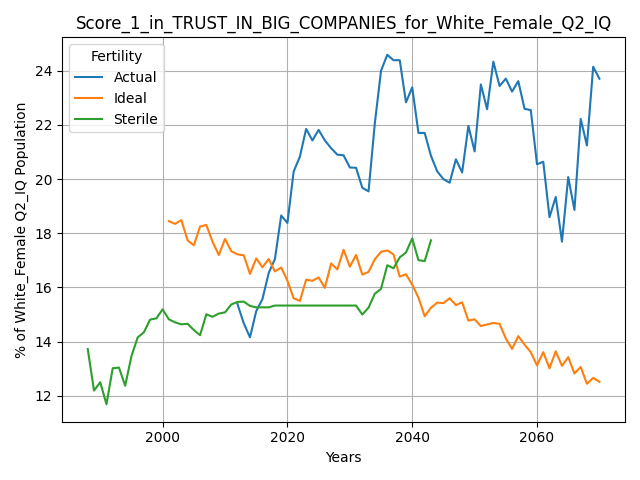 Score_1_in_TRUST_IN_BIG_COMPANIES_for_White_Female_Q2_IQ
Fertility
Actual
Ideal
Sterile
% of White_Female Q2_IQ Population
24
22
20
18
16
14
12
2000
2020
2040
2060
Years